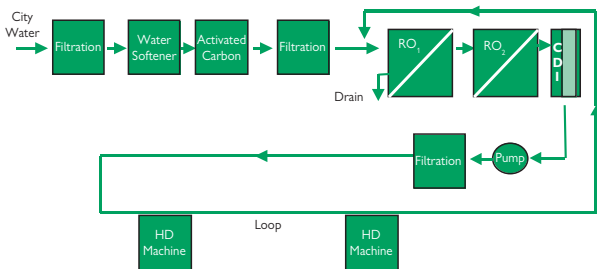 City
Water
Filtration
Water
Softener
Activated
Carbon
Filtration
RO1
RO2
C
D
I
Drain
Filtration
Pump
Loop
HD
Machine
HD
Machine